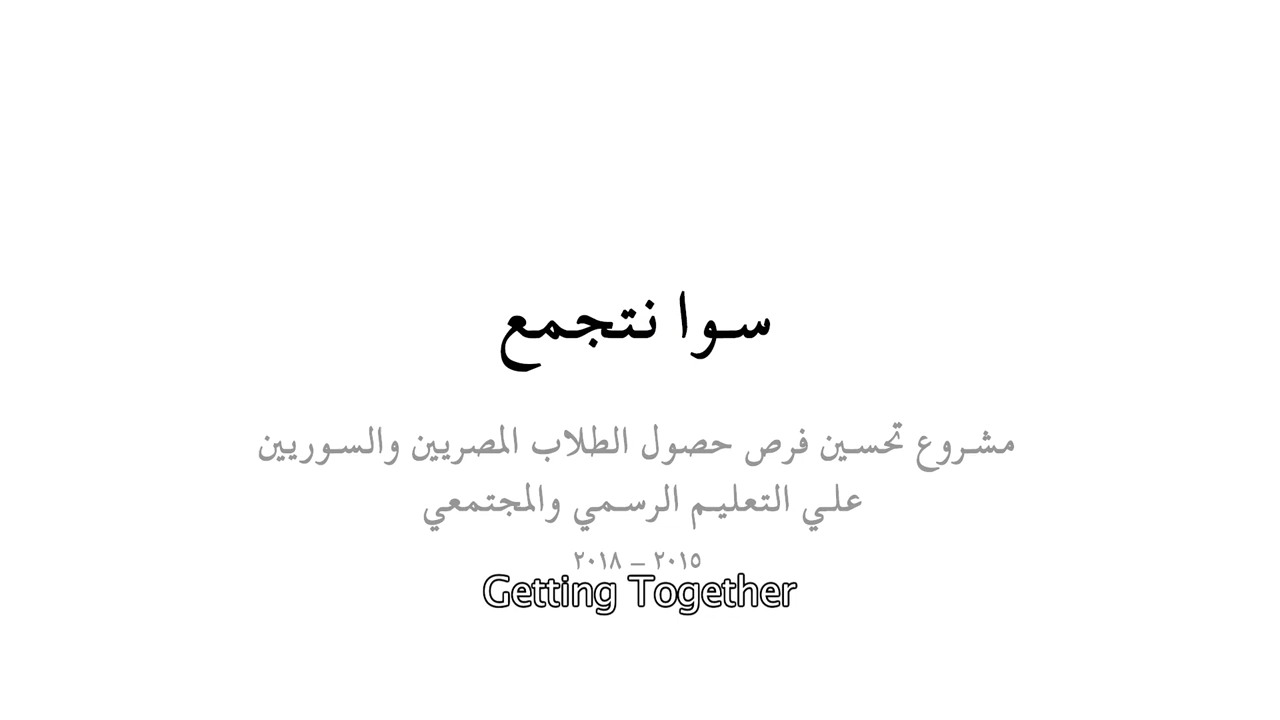 سوا نتجمع
مشروع تحسين فرص حصول الطلاب المصريين والسوريين
علي التعليم الرسمي والمجتمعي
٢٠١٥ – ٢٠١٨
Getting Together